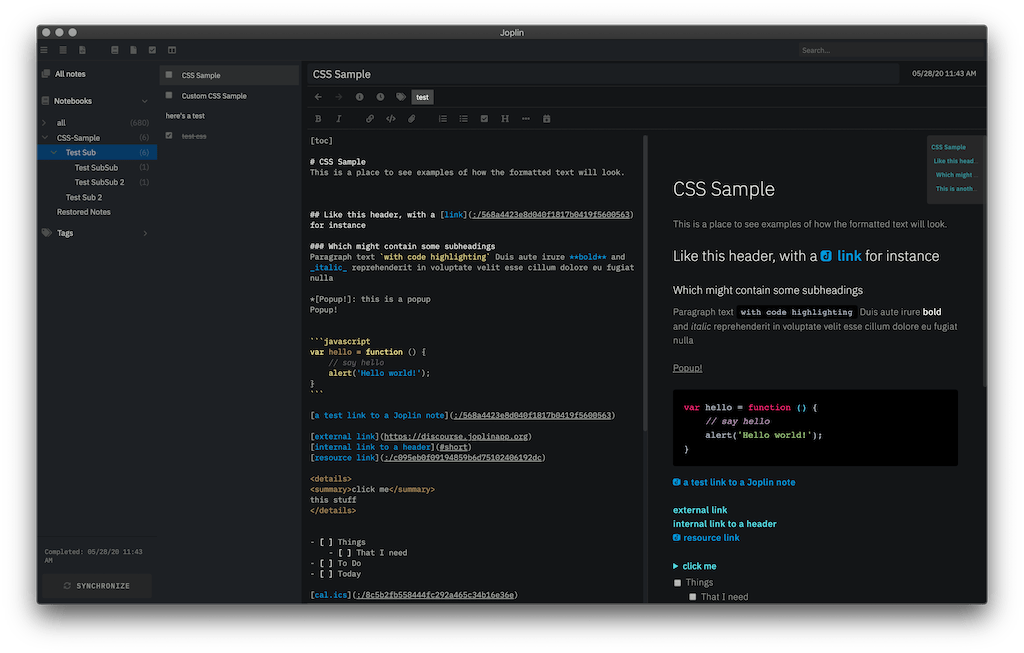 Joplin
Search...
All notes
Notebooks
all (680)
CSS-Sample (6)
Test Sub (6)
Test SubSub (1)
Test SubSub 2 (1)
Test Sub 2
Restored Notes
Tags
Completed: 05/28/20 11:43
AM
SYNCHRONIZE
CSS Sample
Custom CSS Sample
here's a test
test css
CSS Sample
05/28/20 11:43 AM
test
B I H
[toc]
# CSS Sample
This is a place to see examples of how the formatted text will look.
## Like this header, with a [link](:/568a4423e8d040f1817b0419f5600563)
for instance
### Which might contain some subheadings
Paragraph text `with code highlighting` Duis aute irure **bold** and
_italic_ reprehenderit in voluptate velit esse cillum dolore eu fugiat
nulla
*[Popup!]: this is a popup
Popup!
```javascript
var hello = function () {
// say hello
alert('Hello world!');
}
```
[a test link to a Joplin note](:/568a4423e8d040f1817b0419f5600563)
[external link](https://discourse.joplinapp.org)
[internal link to a header](#short)
[resource link](:/c095eb0f09194859b6d75102406192dc)
<details>
<summary>click me</summary>
this stuff
</details>
- [ ] Things
- [ ] That I need
- [ ] To Do
- [ ] Today
[cal.ics](:/8c5b2fb558444fc292a465c34b16e36e)
CSS Sample
Like this head..
Which might ..
This is anoth..
CSS Sample
This is a place to see examples of how the formatted text will look.
Like this header, with a link for instance
Which might contain some subheadings
Paragraph text with code highlighting Duis aute irure bold
and italic reprehenderit in voluptate velit esse cillum dolore eu fugiat
nulla
Popup!
var hello = function () {
// say hello
alert('Hello world!');
}
a test link to a Joplin note
external link
internal link to a header
resource link
click me
Things
That I need